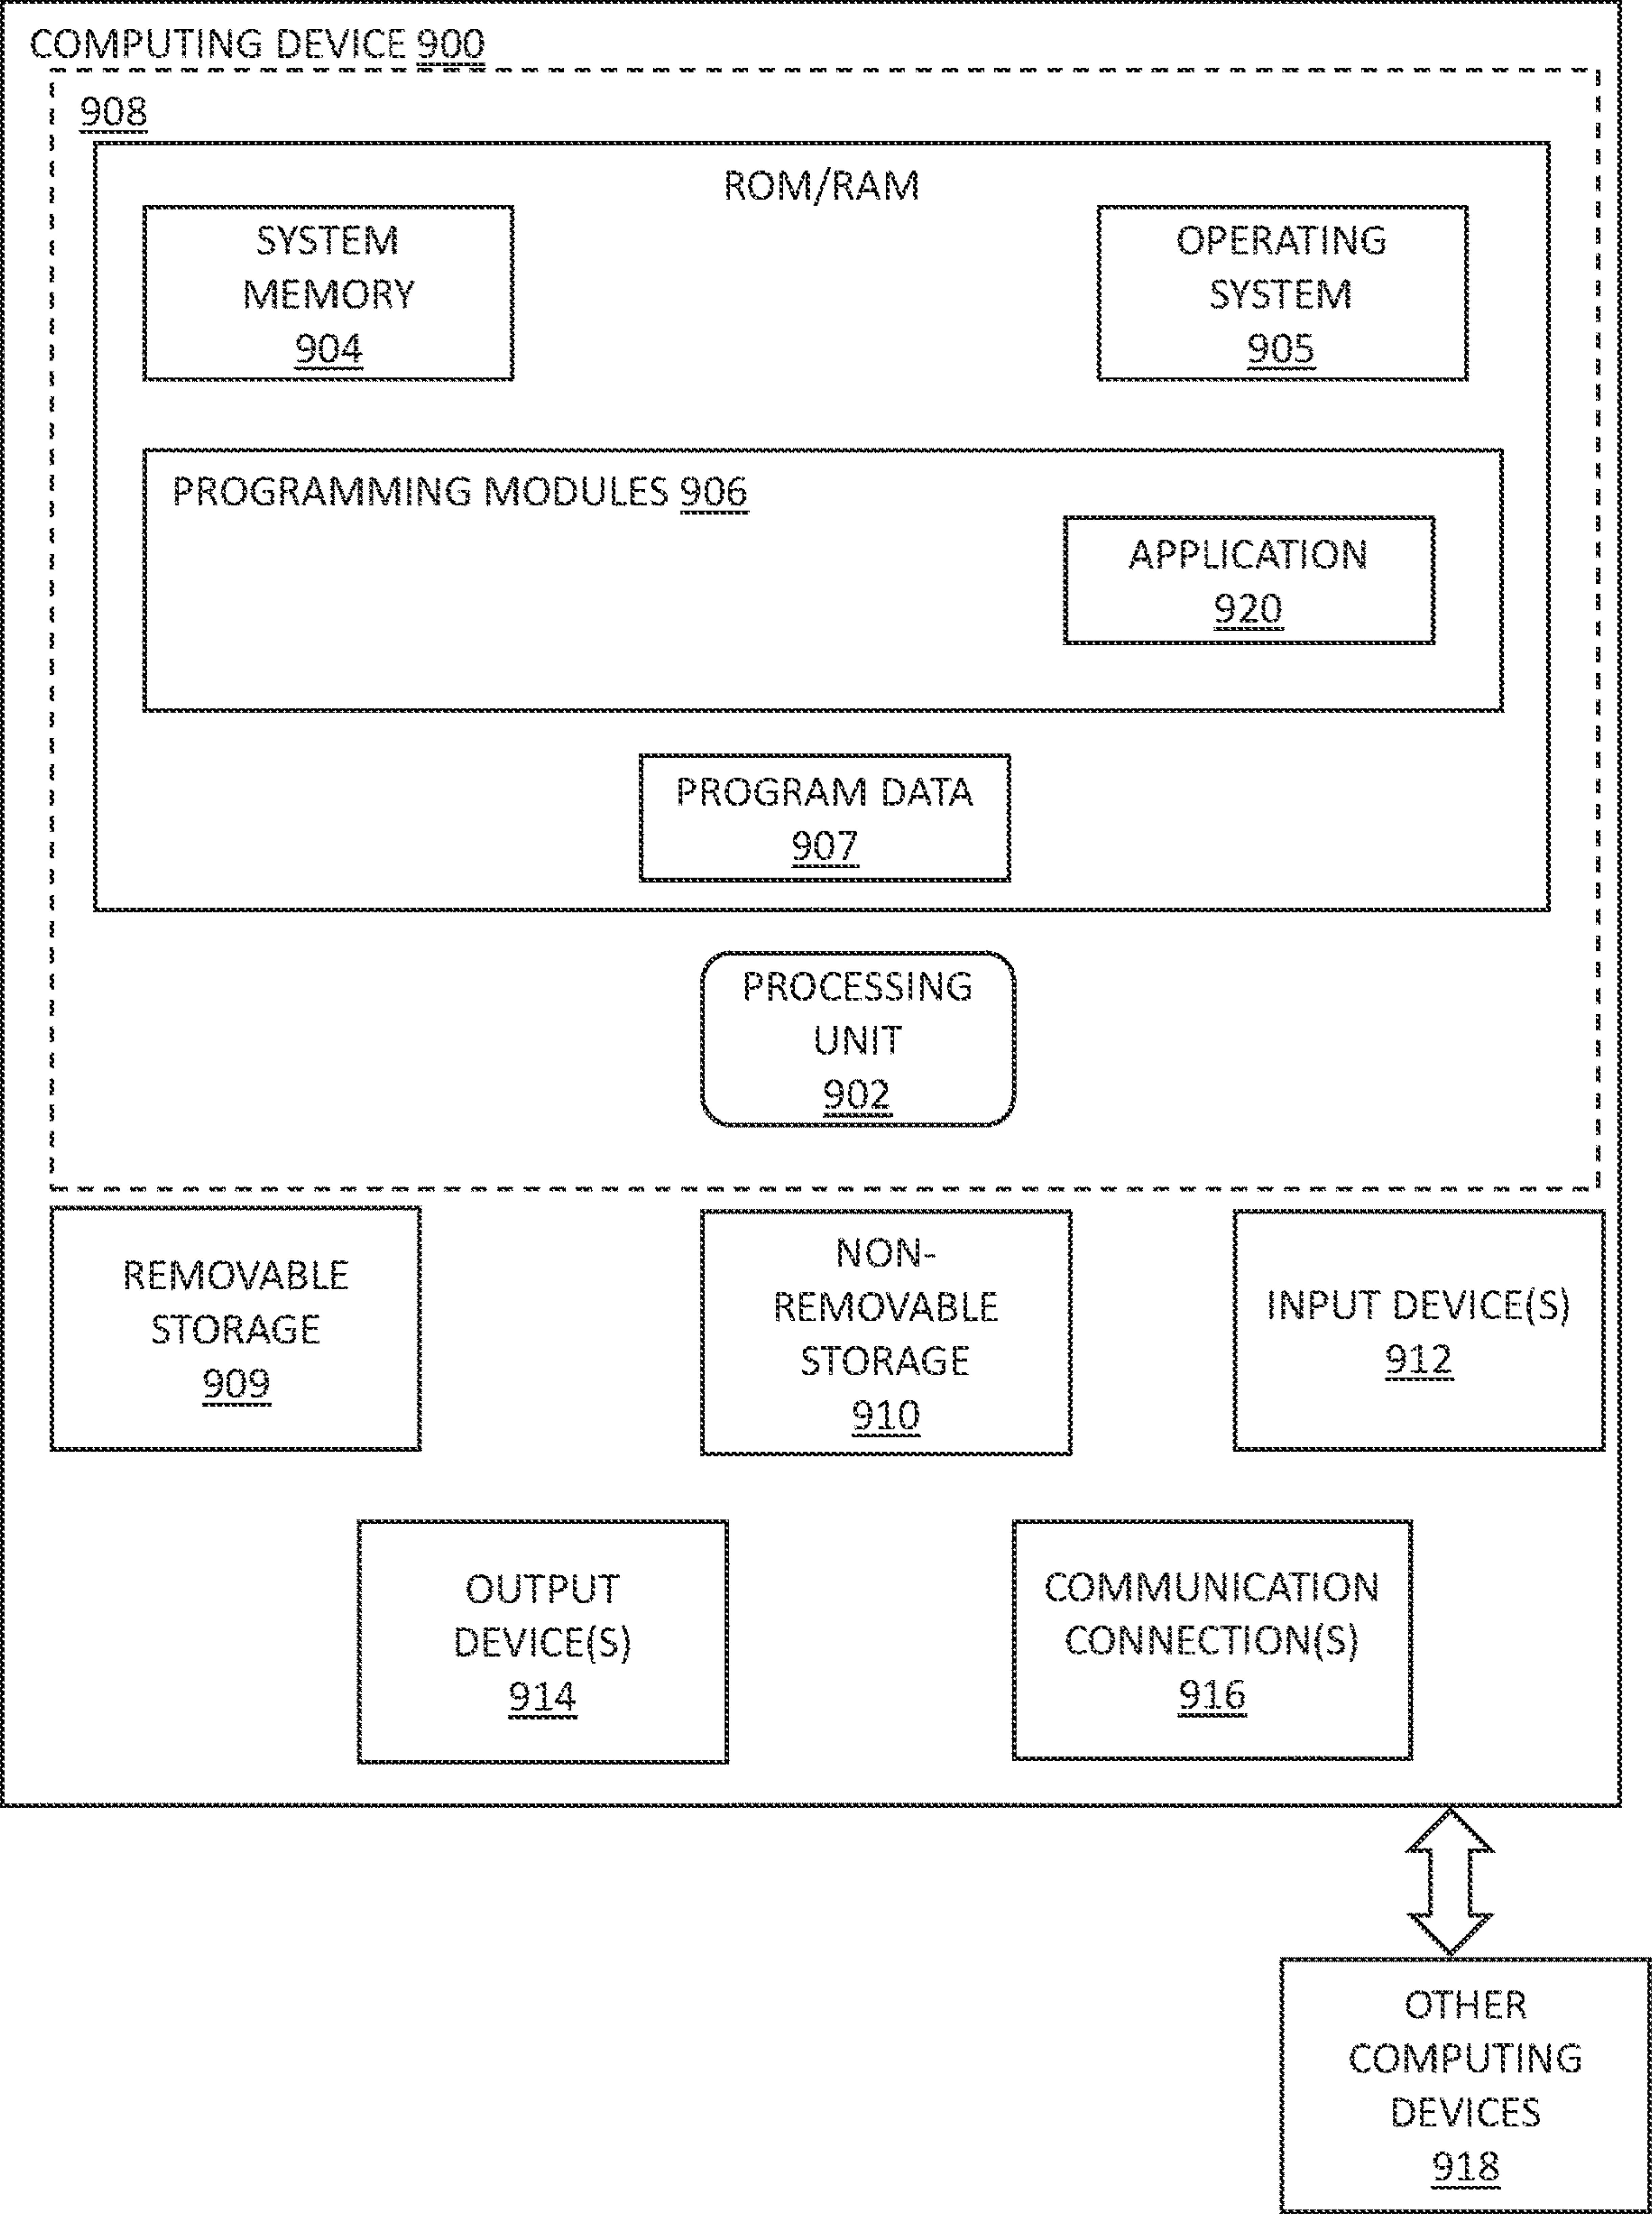 COMPUTING DEVICE 900
908
ROM/RAM
SYSTEM
MEMORY
904
OPERATING
SYSTEM
905
PROGRAMMING MODULES 906
APPLICATION
920
PROGRAM DATA
907
PROCESSING
UNIT
902
REMOVABLE
STORAGE
909
NON-
REMOVABLE
STORAGE
910
INPUT DEVICE(S)
912
OUTPUT
DEVICE(S)
914
COMMUNICATION
CONNECTION(S)
916
OTHER
COMPUTING
DEVICES
918